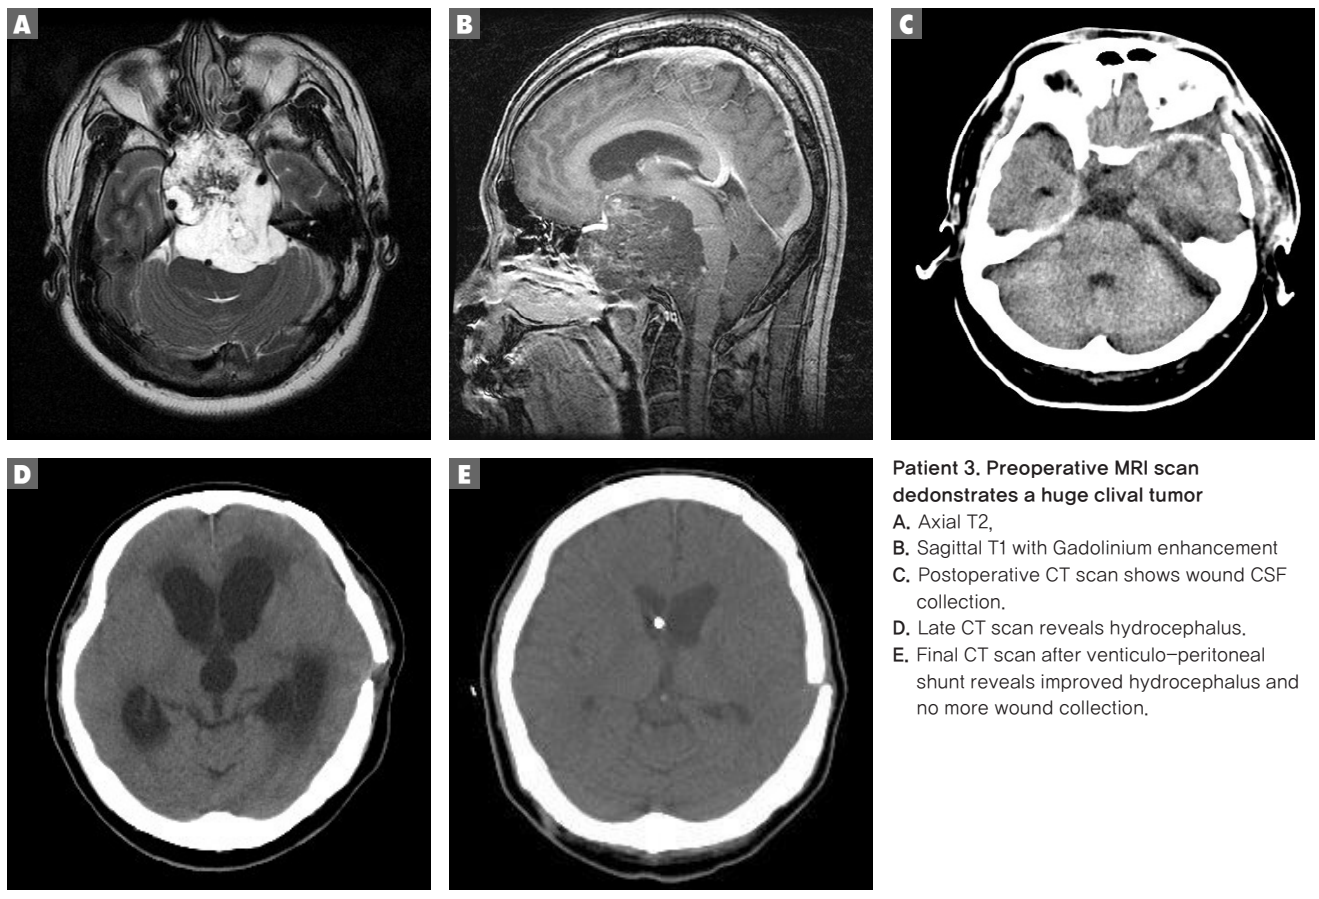 A
B
C
D
E
Patient 3. Preoperative MRI scan
dedonstrates a huge clival tumor
A. Axial T2,
B. Sagittal T1 with Gadolinium enhancement
C. Postoperative CT scan shows wound CSF
collection.
D. Late CT scan reveals hydrocephalus.
E. Final CT scan after venticulo-peritoneal
shunt reveals improved hydrocephalus and
no more wound collection.